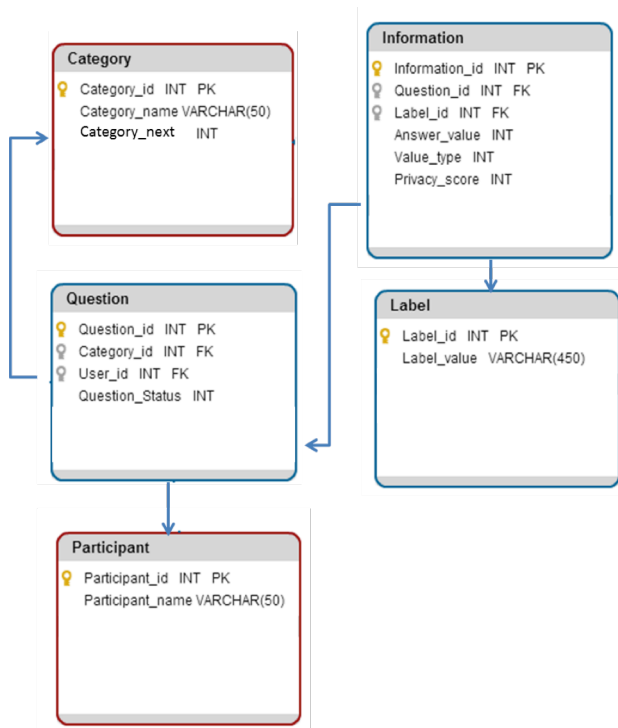 Category
Category_id INT PK
Category_name VARCHAR(50)
Category_next INT
Information
Information_id INT PK
Question_id INT FK
Label_id INT FK
Answer_value INT
Value_type INT
Privacy_score INT
Question
Question_id INT PK
Category_id INT FK
User_id INT FK
Question_Status INT
Label
Label_id INT PK
Label_value VARCHAR(450)
Participant
Participant_id INT PK
Participant_name VARCHAR(50)